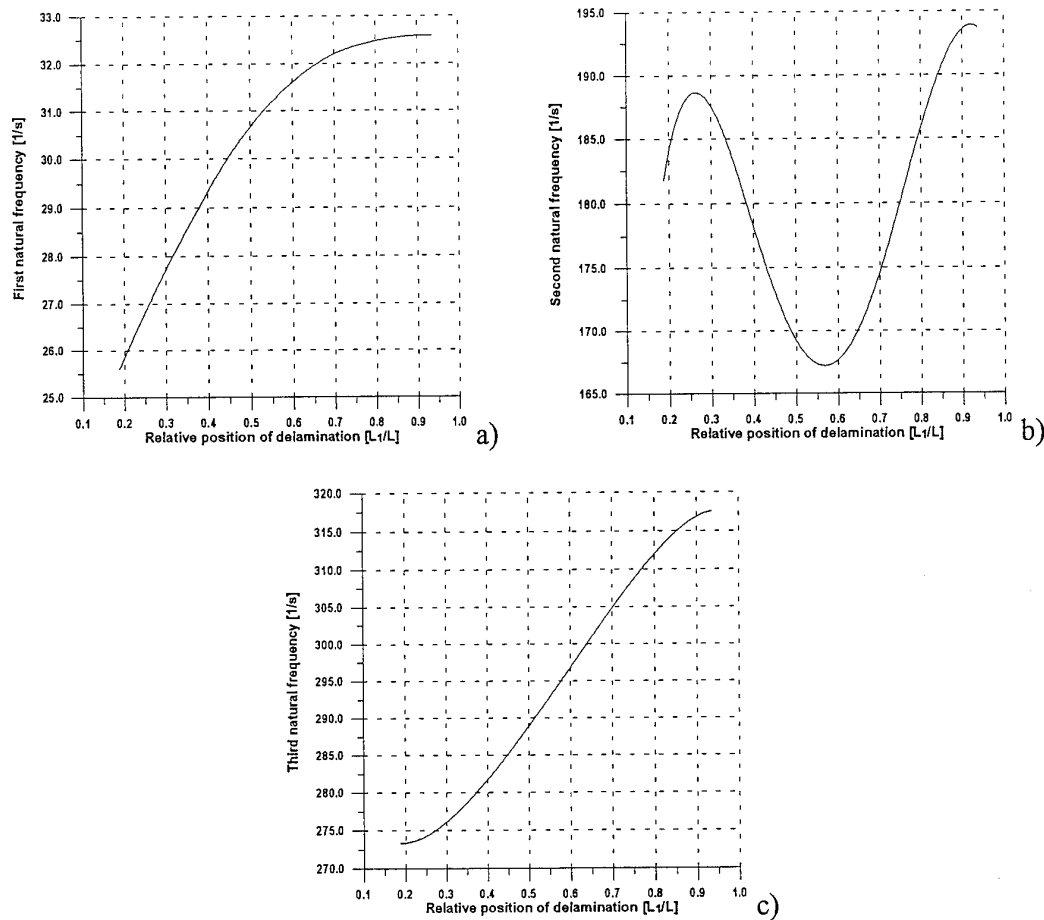 33.0
32.0
31.0
30.0
29.0
28.0
27.0
26.0
25.0
First natural frequency [1/s]
0.1 0.2 0.3 0.4 0.5 0.6 0.7 0.8 0.9 1.0
Relative position of delamination [L1/L]
a)
195.0
190.0
185.0
180.0
175.0
170.0
165.0
Second natural frequency [1/s]
0.1 0.2 0.3 0.4 0.5 0.6 0.7 0.8 0.9 1.0
Relative position of delamination [L1/L]
b)
320.0
315.0
310.0
305.0
300.0
295.0
290.0
285.0
280.0
275.0
270.0
Third natural frequency [1/s]
0.1 0.2 0.3 0.4 0.5 0.6 0.7 0.8 0.9 1.0
Relative position of delamination [L1/L]
c)